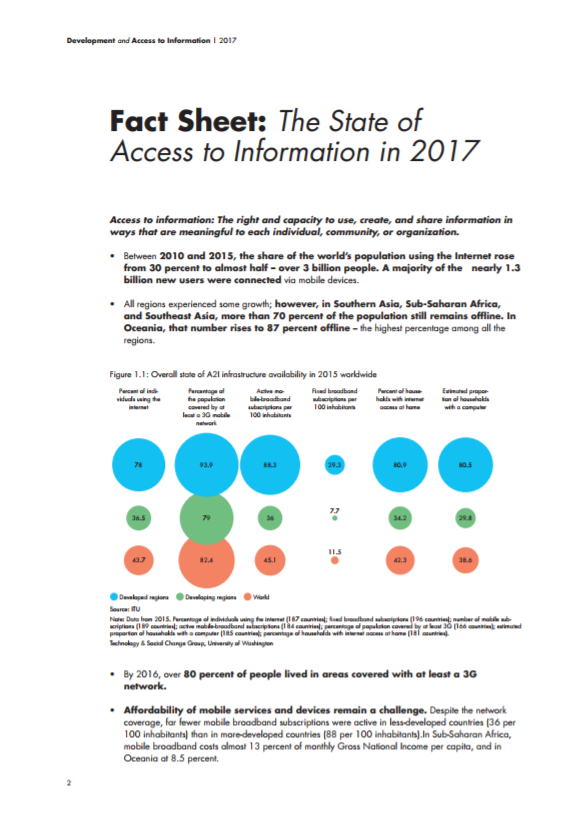 Development and Access to Information | 2017
Fact Sheet: The State of
Access to Information in 2017
Access to information: The right and capacity to use, create, and share information in
ways that are meaningful to each individual, community, or organization.
• Between 2010 and 2015, the share of the world's population using the Internet rose
from 30 percent to almost half – over 3 billion people. A majority of the nearly 1.3
billion new users were connected via mobile devices.
• All regions experienced some growth; however, in Southern Asia, Sub-Saharan Africa,
and Southeast Asia, more than 70 percent of the population still remains offline. In
Oceania, that number rises to 87 percent offline – the highest percentage among all the
regions.
Figure 1.1: Overall state of A2I infrastructure availability in 2015 worldwide
Percent of indi-
viduals using the
internet
Percentage of
the population
covered by at
least a 3G mobile
network
Active mo-
bile-broadband
subscriptions per
100 inhabitants
Fixed broadband
subscriptions per
100 inhabitants
Percent of house-
holds with internet
access at home
Estimated propor-
tion of households
with a computer
78 93.9 88.3 29.3 80.9 80.5
36.5 79 36 7.7 34.2 29.8
43.7 82.4 45.1 11.5 42.3 38.6
Developed regions Developing regions World
Source: ITU
Note: Data from 2015. Percentage of individuals using the internet (187 countries); fixed broadband subscriptions (196 countries); number of mobile sub-
scriptions (189 countries); active mobile-broadband subscriptions (184 countries); percentage of population covered by at least 3G (166 countries); estimated
proportion of households with a computer (185 countries); percentage of households with internet access at home (181 countries).
Technology & Social Change Group, University of Washington
• By 2016, over 80 percent of people lived in areas covered with at least a 3G
network.
• Affordability of mobile services and devices remain a challenge. Despite the network
coverage, far fewer mobile broadband subscriptions were active in less-developed countries (36 per
100 inhabitants) than in more-developed countries (88 per 100 inhabitants).In Sub-Saharan Africa,
mobile broadband costs almost 13 percent of monthly Gross National Income per capita, and in
Oceania at 8.5 percent.
2